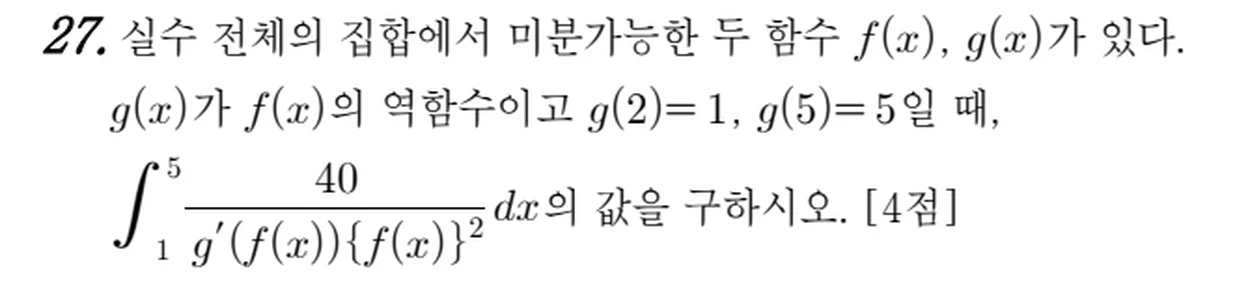 27. 실수 전체의 집합에서 미분가능한 두 함수 f(x), g(x)가 있다.
g(x)가 f(x)의 역함수이고 g(2)=1, g(5)=5일 때,
∫₁⁵ 40/(g′(f(x)){f(x)}²) dx의 값을 구하시오. [4점]